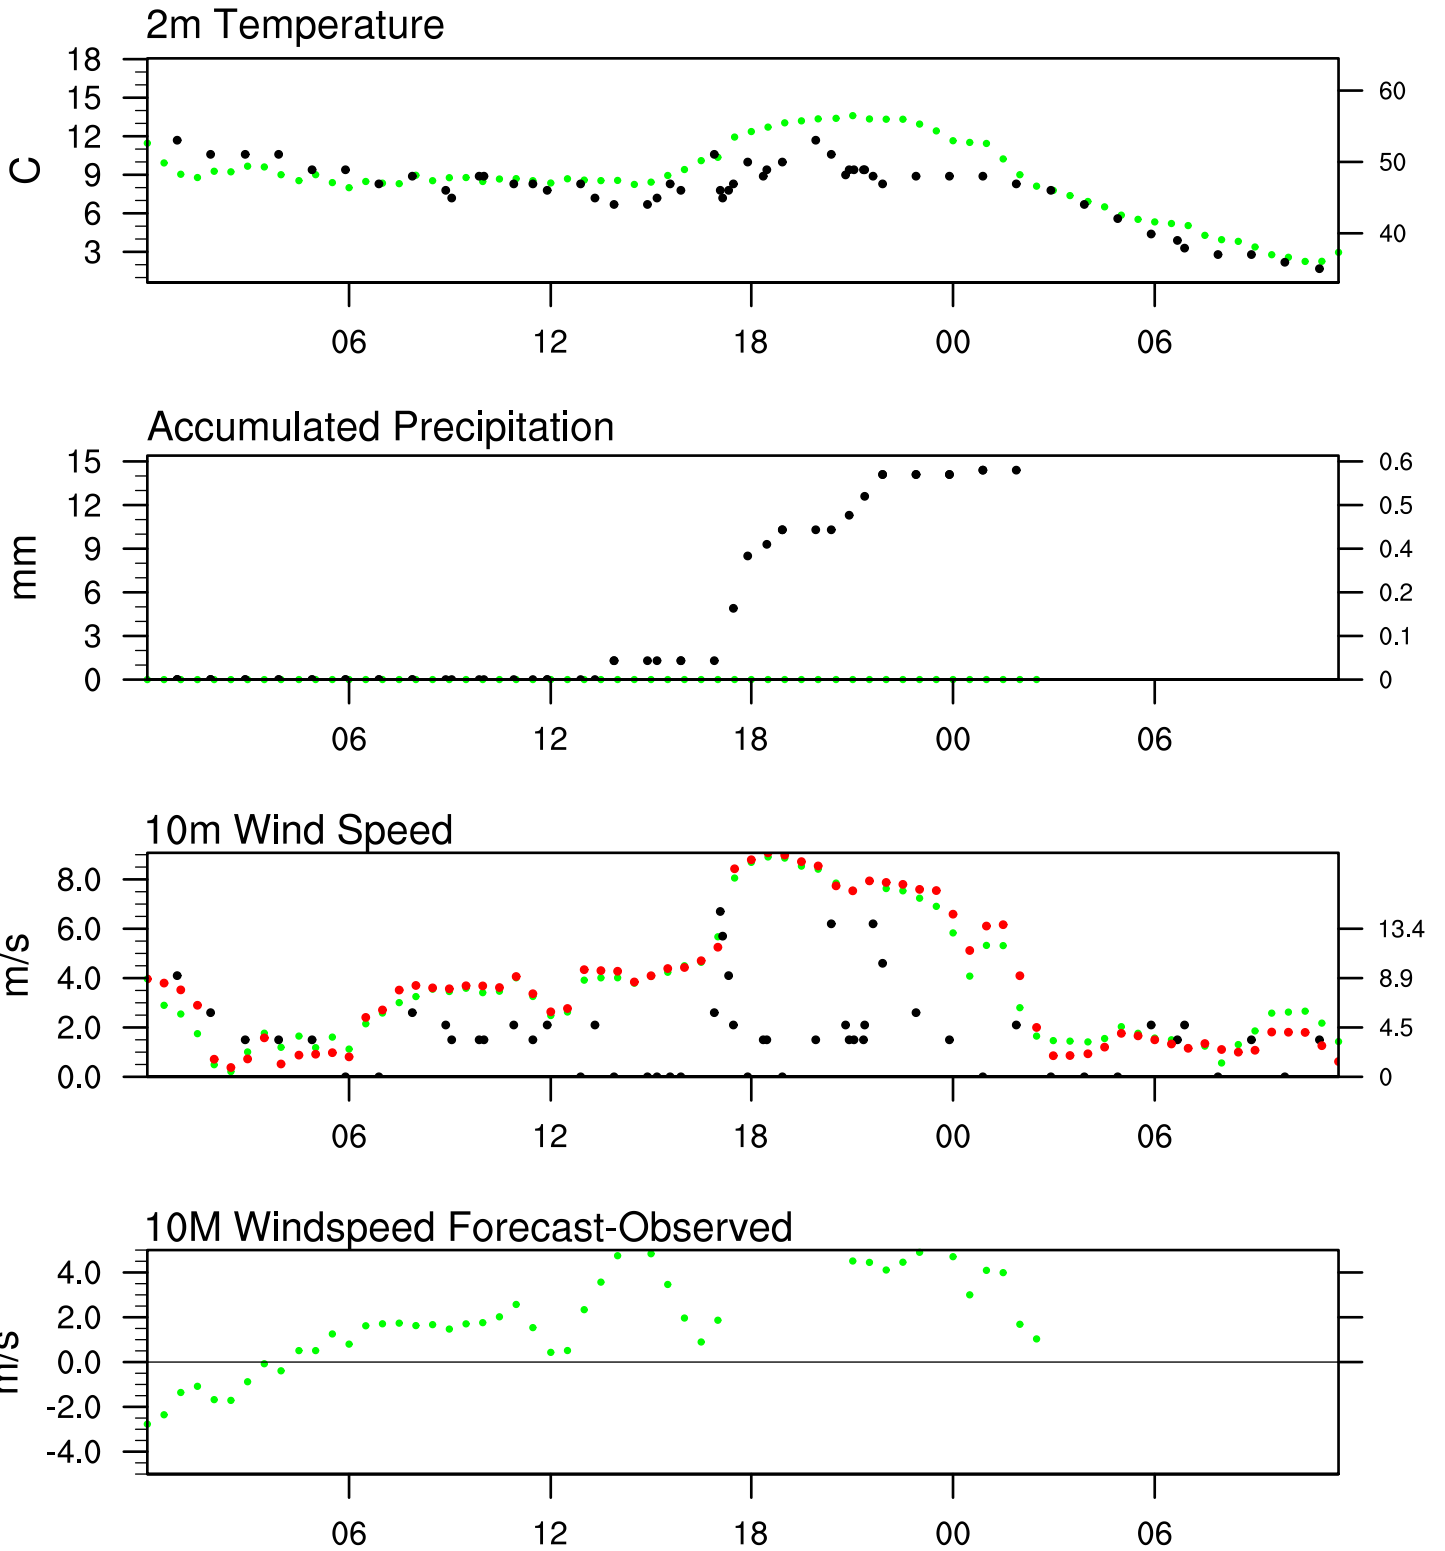 2m Temperature
18
15
12
9
6
3
C
60
50
40
06 12 18 00 06
Accumulated Precipitation
15
12
9
6
3
0
mm
0.6
0.5
0.4
0.2
0.1
0
06 12 18 00 06
10m Wind Speed
8.0
6.0
4.0
2.0
0.0
m/s
13.4
8.9
4.5
0
06 12 18 00 06
10M Windspeed Forecast-Observed
4.0
2.0
0.0
-2.0
-4.0
m/s
06 12 18 00 06